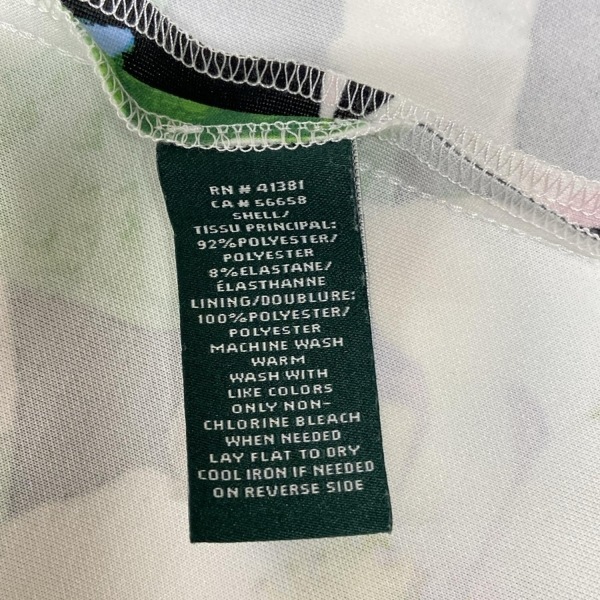 RN # 41381
CA # 56658
SHELL/
TISSU PRINCIPAL:
92%POLYESTER/
POLYESTER
8%ELASTANE/
ÉLASTHANNE
LINING/DOUBLURE:
100%POLYESTER/
POLYESTER
MACHINE WASH
WARM
WASH WITH
LIKE COLORS
ONLY NON-
CHLORINE BLEACH
WHEN NEEDED
LAY FLAT TO DRY
COOL IRON IF NEEDED
ON REVERSE SIDE